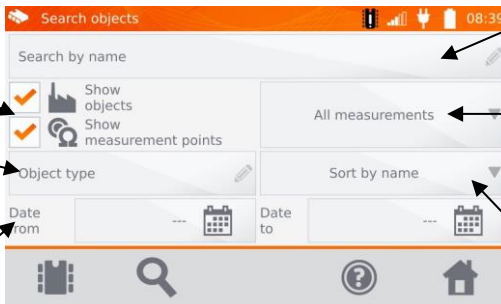 Search objects 08:39
Search by name
Show
objects
Show
measurement points
All measurements
Object type
Sort by name
Date
from
---
Date
to
---